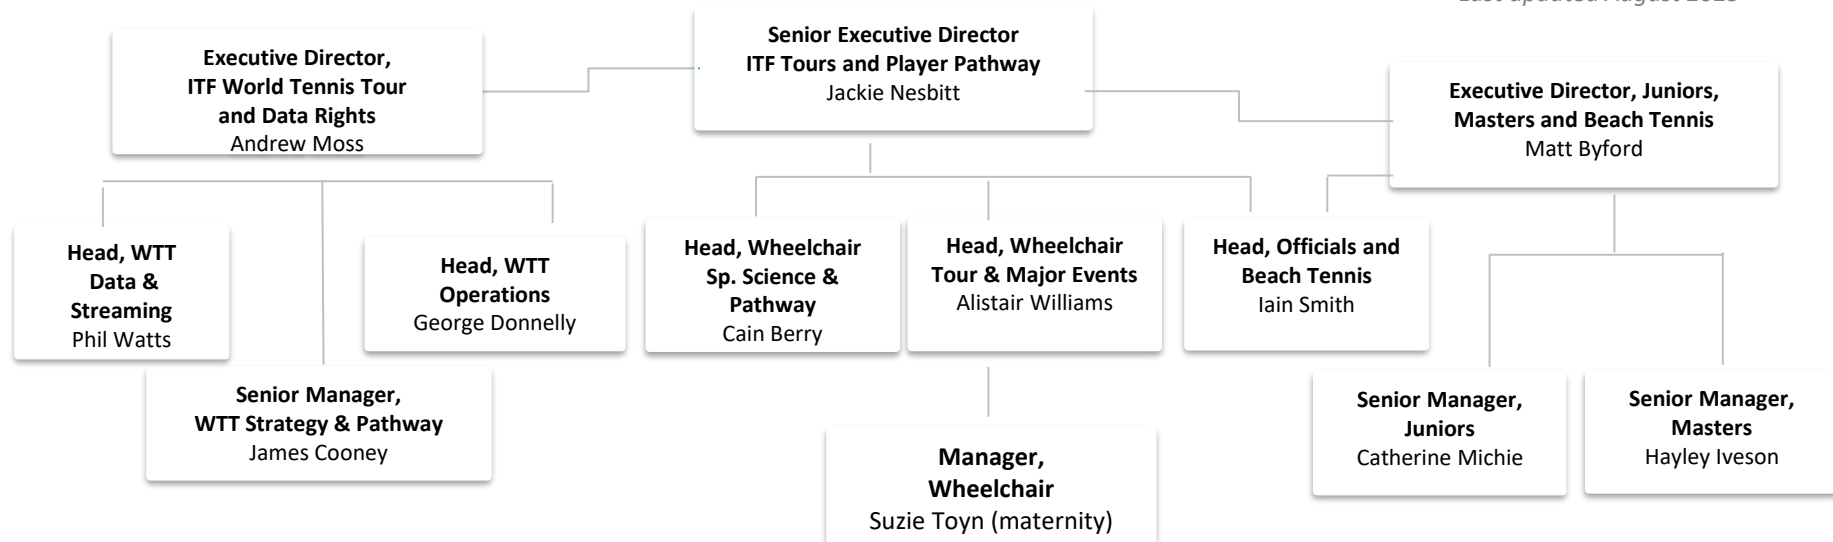 Last updated August 2023
Senior Executive Director
ITF Tours and Player Pathway
Jackie Nesbitt
Executive Director,
ITF World Tennis Tour
and Data Rights
Andrew Moss
Executive Director, Juniors,
Masters and Beach Tennis
Matt Byford
Head, WTT
Data &
Streaming
Phil Watts
Head, WTT
Operations
George Donnelly
Head, Wheelchair
Sp. Science &
Pathway
Cain Berry
Head, Wheelchair
Tour & Major Events
Alistair Williams
Head, Officials and
Beach Tennis
Iain Smith
Senior Manager,
WTT Strategy & Pathway
James Cooney
Manager,
Wheelchair
Suzie Toyn (maternity)
Senior Manager,
Juniors
Catherine Michie
Senior Manager,
Masters
Hayley Iveson